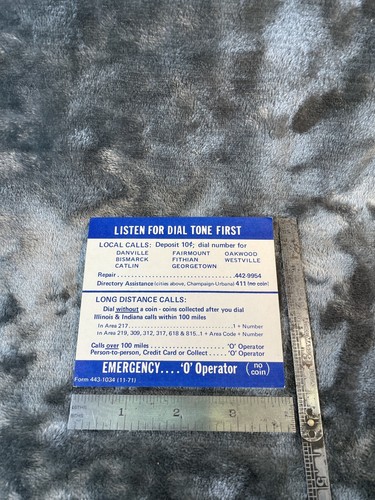 LISTEN FOR DIAL TONE FIRST
LOCAL CALLS: Deposit 10¢; dial number for
DANVILLE FAIRMOUNT OAKWOOD
BISMARCK FITHIAN WESTVILLE
CATLIN GEORGETOWN
Repair....................................442-9954
Directory Assistance (cities above, Champaign-Urbana) 411 (no coin)
LONG DISTANCE CALLS:
Dial without a coin - coins collected after you dial
Illinois & Indiana calls within 100 miles
In Area 217..................................1 + Number
In Area 219, 309, 312, 317, 618 & 815..1 + Area Code + Number
Calls over 100 miles.......................'O' Operator
Person-to-person, Credit Card or Collect.....'O' Operator
EMERGENCY....'O' Operator (no coin)
Form 443-1034 (11-71)
1 2 3